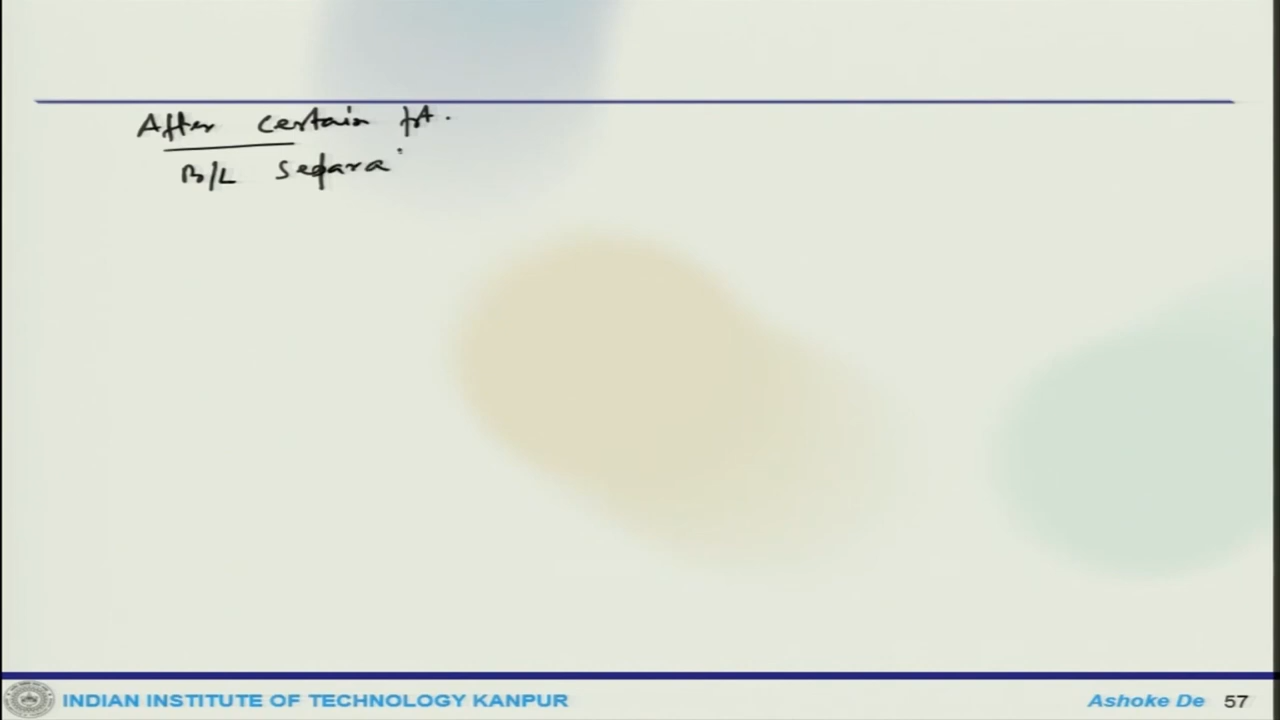 After certain pt.
B/L separa
INDIAN INSTITUTE OF TECHNOLOGY KANPUR
Ashoke De 57